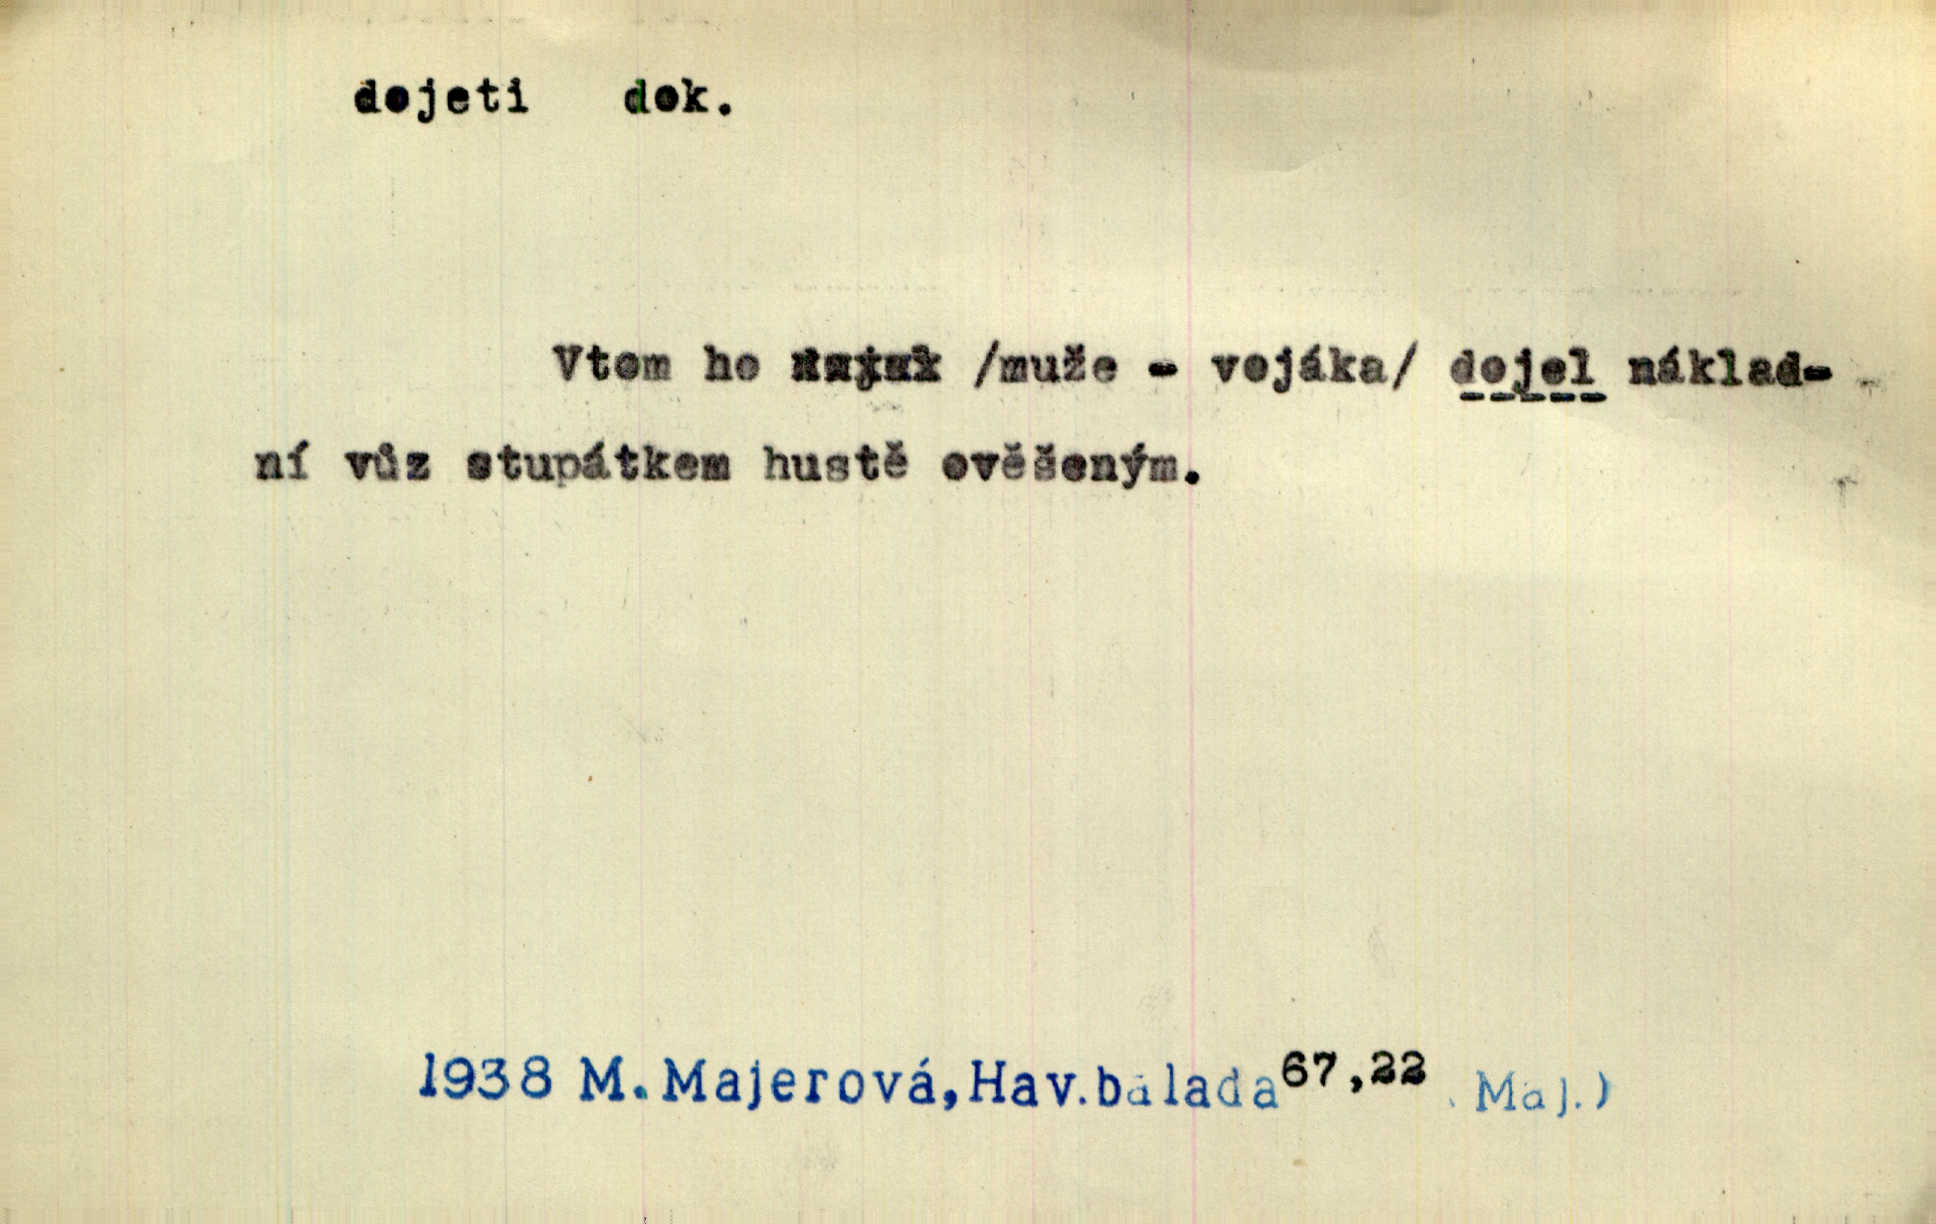 dojeti dok.
Vtom ho /muže - vojáka/ dojel náklad-
ní vůz stupátkem hustě ověšeným.
1938 M. Majerová, Hav. balada 67,22 Maj.)